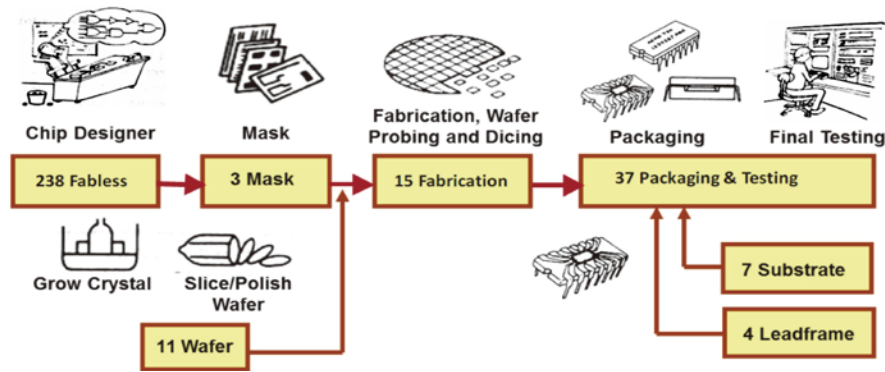 Chip Designer
Mask
Fabrication, Wafer
Probing and Dicing
Packaging
Final Testing
238 Fabless
3 Mask
15 Fabrication
37 Packaging & Testing
Grow Crystal
Slice/Polish
Wafer
7 Substrate
11 Wafer
4 Leadframe